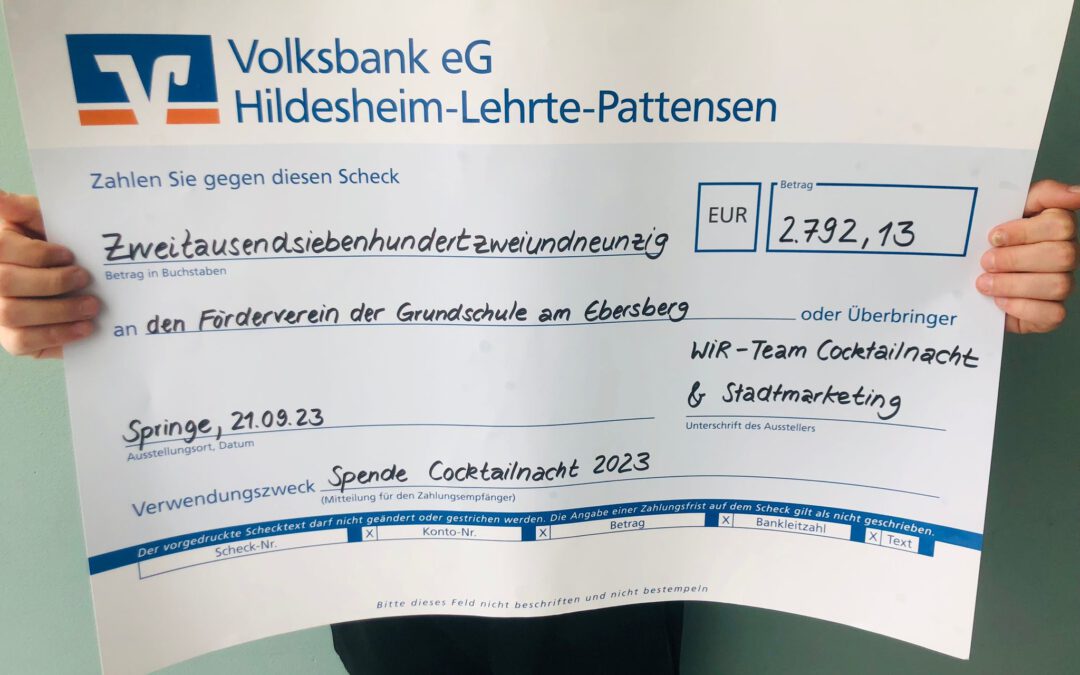 Volksbank eG
Hildesheim-Lehrte-Pattensen
Zahlen Sie gegen diesen Scheck
EUR
Betrag
2.792,13
Zweitausendsiebenhundertzweiundneunzig
Betrag in Buchstaben
an den Förderverein der Grundschule am Ebersberg oder Überbringer
WiR-Team Cocktailnacht
& Stadtmarketing
Unterschrift des Ausstellers
Springe, 21.09.23
Ausstellungsort, Datum
Verwendungszweck Spende Cocktailnacht 2023
(Mitteilung für den Zahlungsempfänger)
Der vorgedruckte Schecktext darf nicht geändert oder gestrichen werden. Die Angabe einer Zahlungsfrist auf dem Scheck gilt als nicht geschrieben.
Scheck-Nr. X Konto-Nr. X Betrag X Bankleitzahl X Text
Bitte dieses Feld nicht beschriften und nicht bestempeln